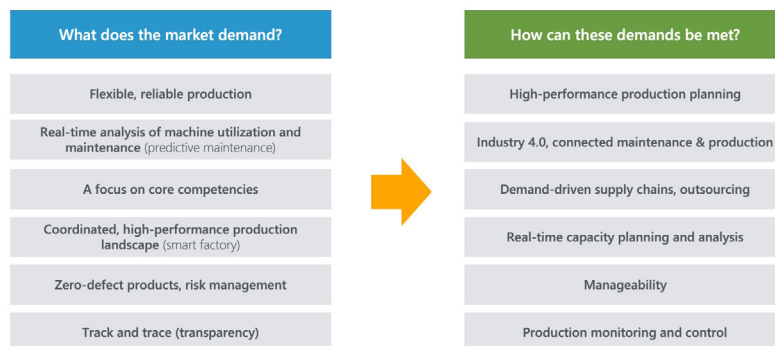 What does the market demand?
Flexible, reliable production
Real-time analysis of machine utilization and
maintenance (predictive maintenance)
A focus on core competencies
Coordinated, high-performance production
landscape (smart factory)
Zero-defect products, risk management
Track and trace (transparency)
How can these demands be met?
High-performance production planning
Industry 4.0, connected maintenance & production
Demand-driven supply chains, outsourcing
Real-time capacity planning and analysis
Manageability
Production monitoring and control